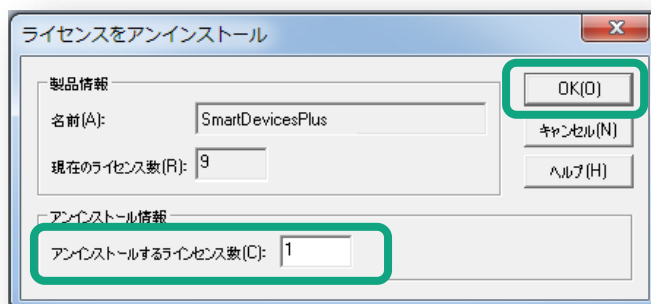 ライセンスをアンインストール
製品情報
名前(A): SmartDevicesPlus
現在のライセンス数(R): 9
OK(O)
キャンセル(N)
ヘルプ(H)
アンインストール情報
アンインストールするライセンス数(C): 1